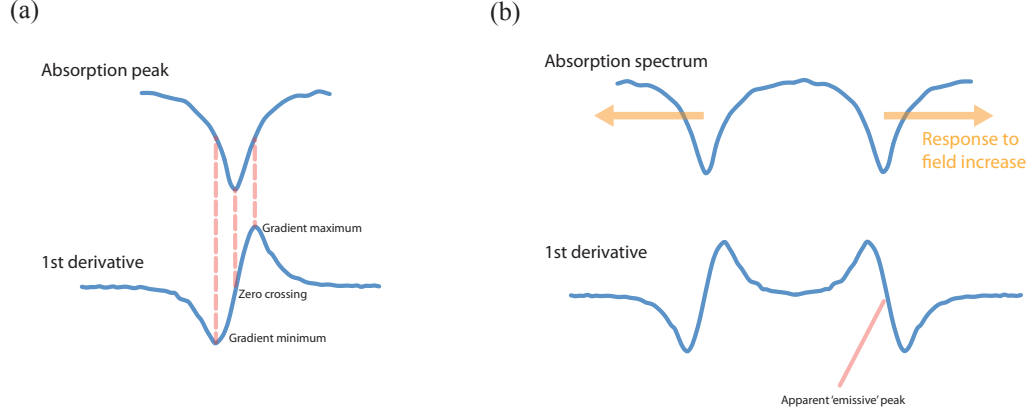 (a)
Absorption peak
Gradient maximum
1st derivative
Zero crossing
Gradient minimum
(b)
Absorption spectrum
Response to
field increase
1st derivative
Apparent 'emissive' peak